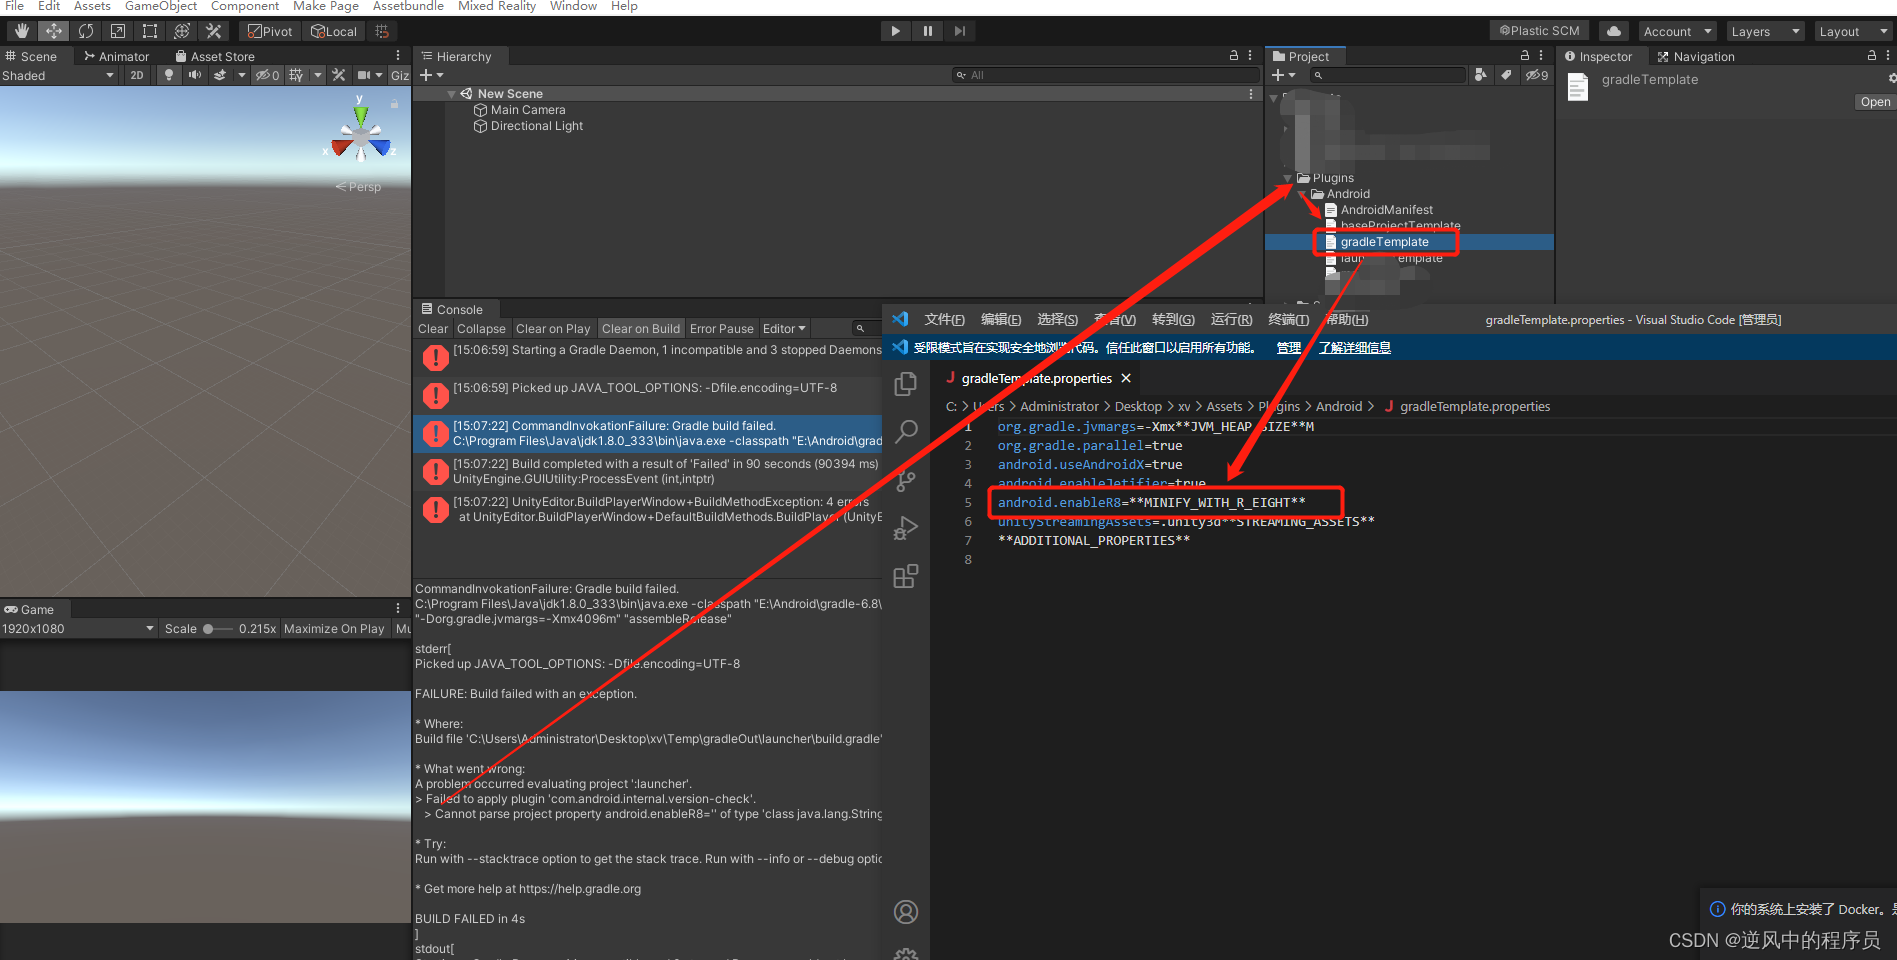 File Edit Assets GameObject Component Make Page Assetbundle Mixed Reality Window Help
Pivot Local Plastic SCM Account Layers Layout
Scene Animator Asset Store
Shaded 2D 0 Giz
y
x z
Persp
Hierarchy
All
New Scene
Main Camera
Directional Light
Project
9
Plugins
Android
AndroidManifest
baseProjectTemplate
gradleTemplate
Inspector Navigation
gradleTemplate
Open
Console
Clear Collapse Clear on Play Clear on Build Error Pause Editor
[15:06:59] Starting a Gradle Daemon, 1 incompatible and 3 stopped Daemons
[15:06:59] Picked up JAVA_TOOL_OPTIONS: -Dfile.encoding=UTF-8
[15:07:22] CommandInvokationFailure: Gradle build failed.
C:\Program Files\Java\jdk1.8.0_333\bin\java.exe -classpath "E:\Android\grad
[15:07:22] Build completed with a result of 'Failed' in 90 seconds (90394 ms)
UnityEngine.GUIUtility:ProcessEvent (int,intptr)
[15:07:22] UnityEditor.BuildPlayerWindow+BuildMethodException: 4 errors
at UnityEditor.BuildPlayerWindow+DefaultBuildMethods.BuildPlayer (UnityE
CommandInvokationFailure: Gradle build failed.
C:\Program Files\Java\jdk1.8.0_333\bin\java.exe -classpath "E:\Android\gradle-6.8\
"-Dorg.gradle.jvmargs=-Xmx4096m" "assembleRelease"
stderr[
Picked up JAVA_TOOL_OPTIONS: -Dfile.encoding=UTF-8
FAILURE: Build failed with an exception.
* Where:
Build file 'C:\Users\Administrator\Desktop\xv\Temp\gradleOut\launcher\build.gradle'
* What went wrong:
A problem occurred evaluating project ':launcher'.
> Failed to apply plugin 'com.android.internal.version-check'.
> Cannot parse project property android.enableR8='' of type 'class java.lang.String
* Try:
Run with --stacktrace option to get the stack trace. Run with --info or --debug optio
* Get more help at https://help.gradle.org
BUILD FAILED in 4s
]
stdout[
Game
1920x1080 Scale 0.215x Maximize On Play Mu
文件(F) 编辑(E) 选择(S) 查看(V) 转到(G) 运行(R) 终端(T) 帮助(H) gradleTemplate.properties - Visual Studio Code [管理员]
受限模式旨在实现安全地浏览代码。信任此窗口以启用所有功能。 管理 了解详细信息
J gradleTemplate.properties ×
C: > Users > Administrator > Desktop > xv > Assets > Plugins > Android > J gradleTemplate.properties
1 org.gradle.jvmargs=-Xmx**JVM_HEAP_SIZE**M
2 org.gradle.parallel=true
3 android.useAndroidX=true
4 android.enableJetifier=true
5 android.enableR8=**MINIFY_WITH_R_EIGHT**
6 unityStreamingAssets=.unity3d**STREAMING_ASSETS**
7 **ADDITIONAL_PROPERTIES**
8
你的系统上安装了 Docker。是
CSDN @逆风中的程序员